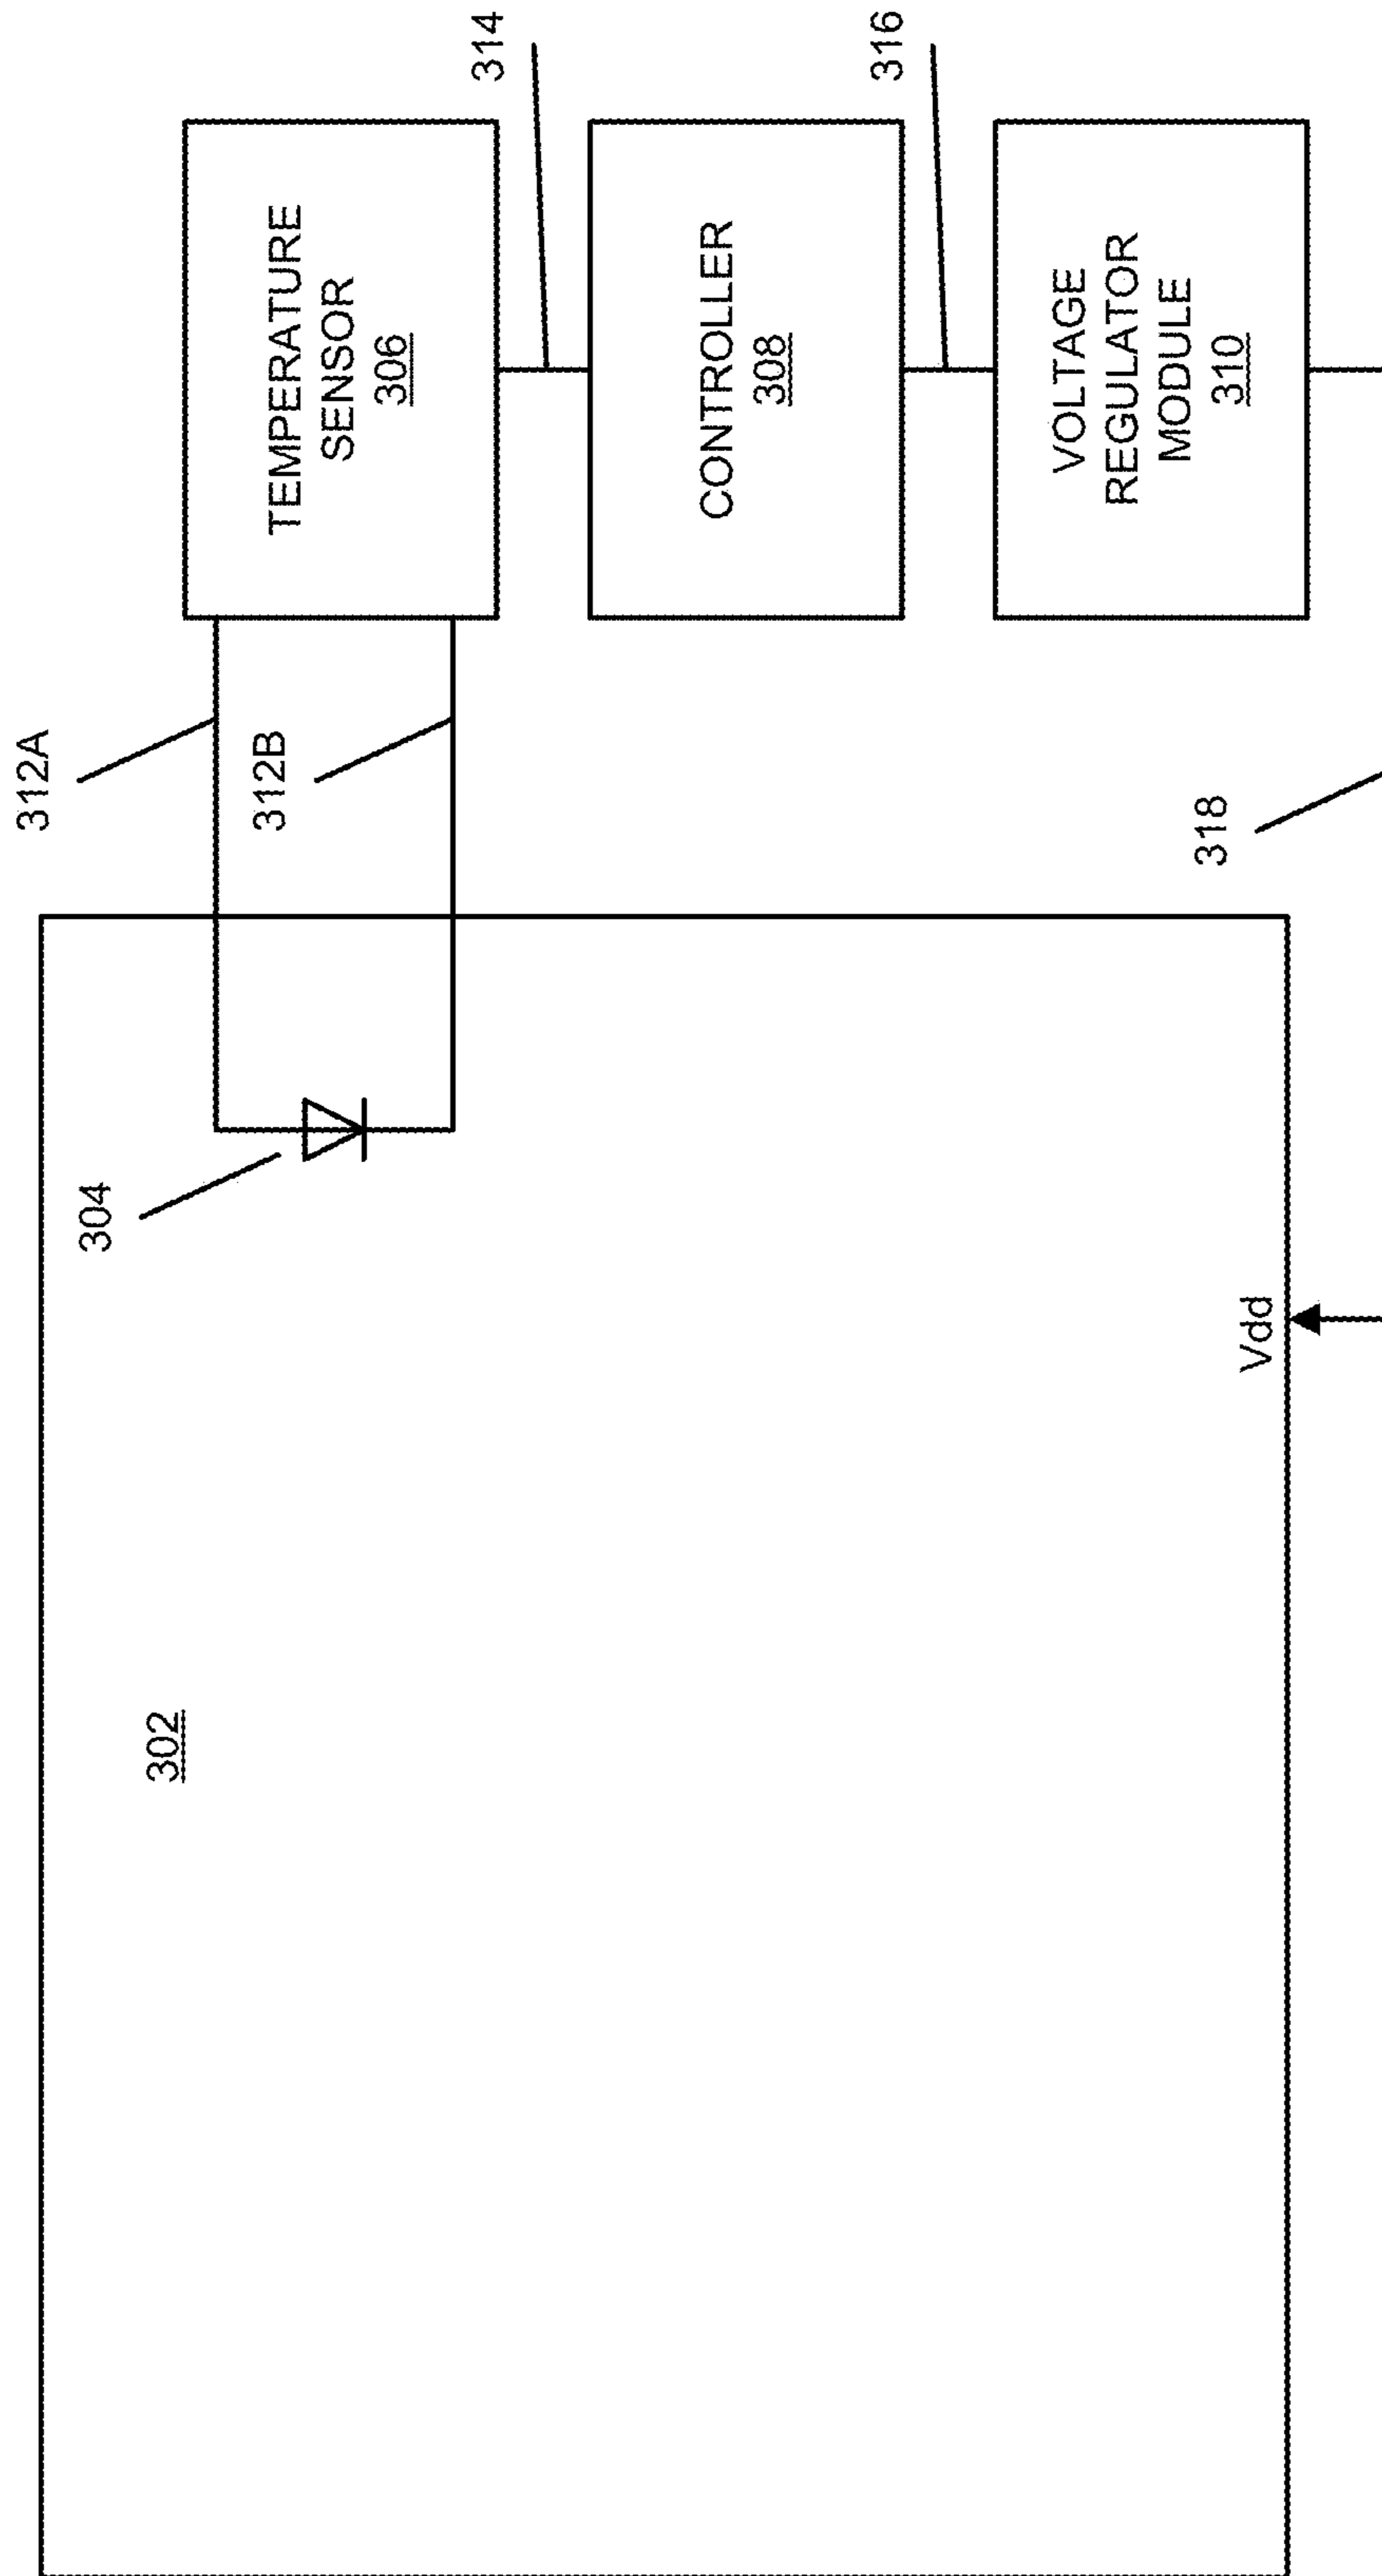 302
304
312A
312B
TEMPERATURE
SENSOR
306
314
CONTROLLER
308
316
VOLTAGE
REGULATOR
MODULE
310
318
Vdd